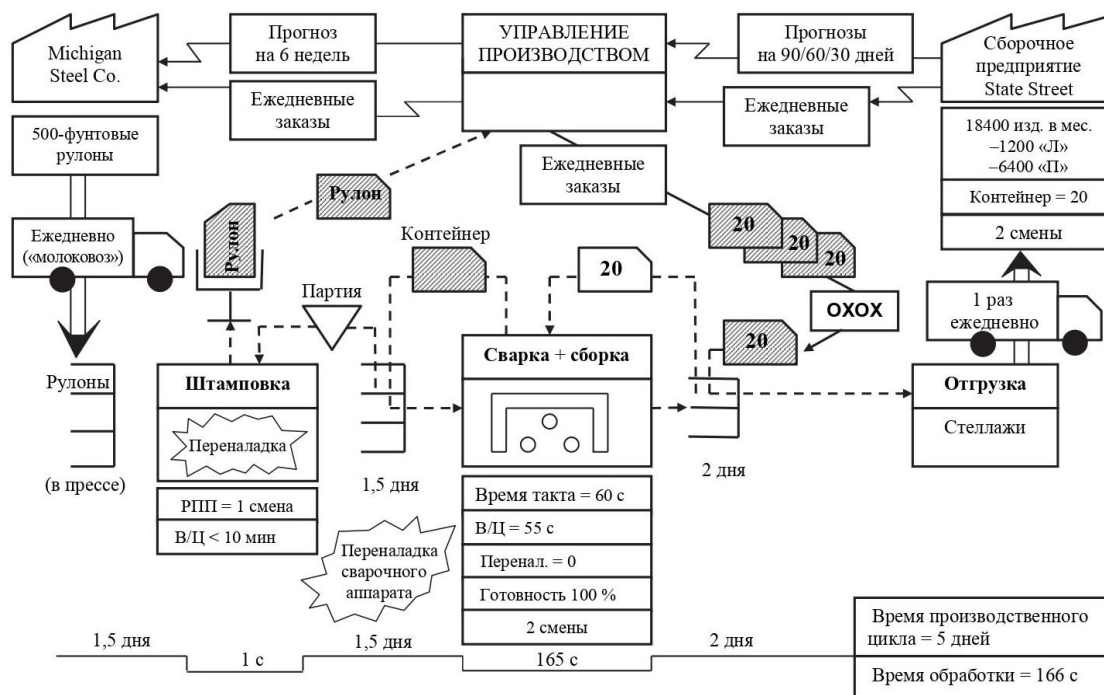 Michigan
Steel Co.
Прогноз
на 6 недель
УПРАВЛЕНИЕ
ПРОИЗВОДСТВОМ
Прогнозы
на 90/60/30 дней
Сборочное
предприятие
State Street
Ежедневные
заказы
Ежедневные
заказы
500-фунтовые
рулоны
Ежедневные
заказы
18400 изд. в мес.
–1200 «Л»
–6400 «П»
Контейнер = 20
2 смены
Ежедневно
(«молоковоз»)
Рулон
Рулон
Контейнер
20
20
20
20
Партия
20
OXOX
1 раз
ежедневно
Рулоны
(в прессе)
Штамповка
Переналадка
РПП = 1 смена
В/Ц < 10 мин
1,5 дня
Сварка + сборка
2 дня
Отгрузка
Стеллажи
Время такта = 60 с
В/Ц = 55 с
Перенал. = 0
Готовность 100 %
2 смены
Переналадка
сварочного
аппарата
1,5 дня
1 с
1,5 дня
165 с
2 дня
Время производственного
цикла = 5 дней
Время обработки = 166 с